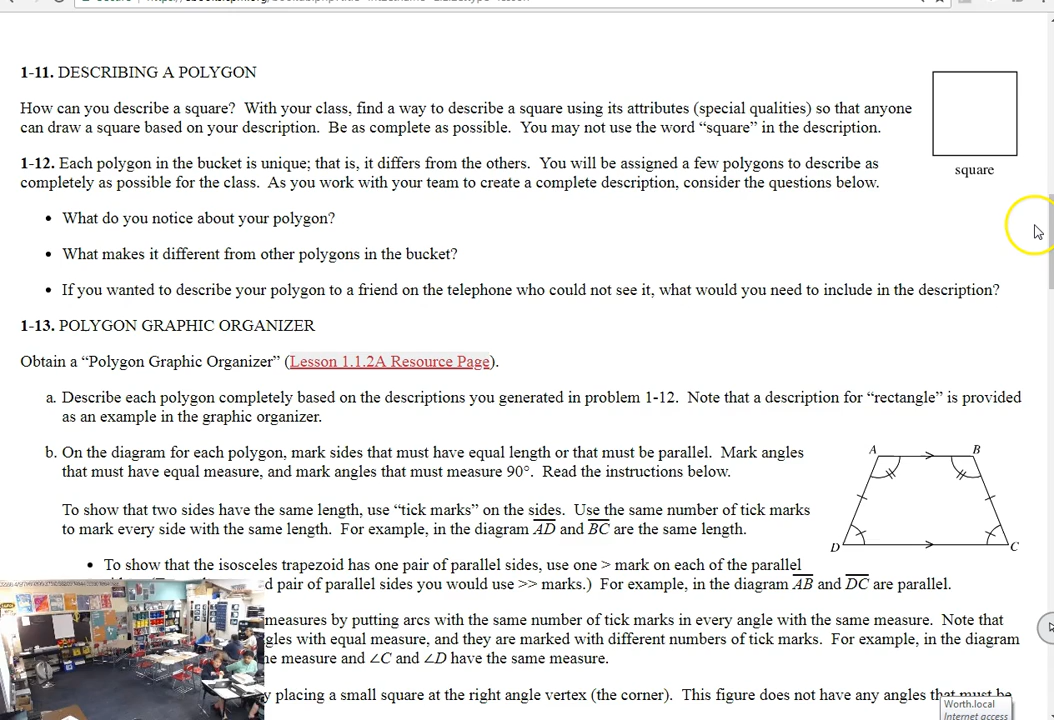 1-11. DESCRIBING A POLYGON
How can you describe a square? With your class, find a way to describe a square using its attributes (special qualities) so that anyone
can draw a square based on your description. Be as complete as possible. You may not use the word “square” in the description.
square
1-12. Each polygon in the bucket is unique; that is, it differs from the others. You will be assigned a few polygons to describe as
completely as possible for the class. As you work with your team to create a complete description, consider the questions below.
• What do you notice about your polygon?
• What makes it different from other polygons in the bucket?
• If you wanted to describe your polygon to a friend on the telephone who could not see it, what would you need to include in the description?
1-13. POLYGON GRAPHIC ORGANIZER
Obtain a “Polygon Graphic Organizer” (Lesson 1.1.2A Resource Page).
a. Describe each polygon completely based on the descriptions you generated in problem 1-12. Note that a description for “rectangle” is provided
as an example in the graphic organizer.
b. On the diagram for each polygon, mark sides that must have equal length or that must be parallel. Mark angles
that must have equal measure, and mark angles that must measure 90°. Read the instructions below.
To show that two sides have the same length, use “tick marks” on the sides. Use the same number of tick marks
to mark every side with the same length. For example, in the diagram AD and BC are the same length.
A
B
D
C
• To show that the isosceles trapezoid has one pair of parallel sides, use one > mark on each of the parallel
d pair of parallel sides you would use >> marks.) For example, in the diagram AB and DC are parallel.
measures by putting arcs with the same number of tick marks in every angle with the same measure. Note that
gles with equal measure, and they are marked with different numbers of tick marks. For example, in the diagram
e measure and ∠C and ∠D have the same measure.
y placing a small square at the right angle vertex (the corner). This figure does not have any angles that must be
Worth.local
Internet access